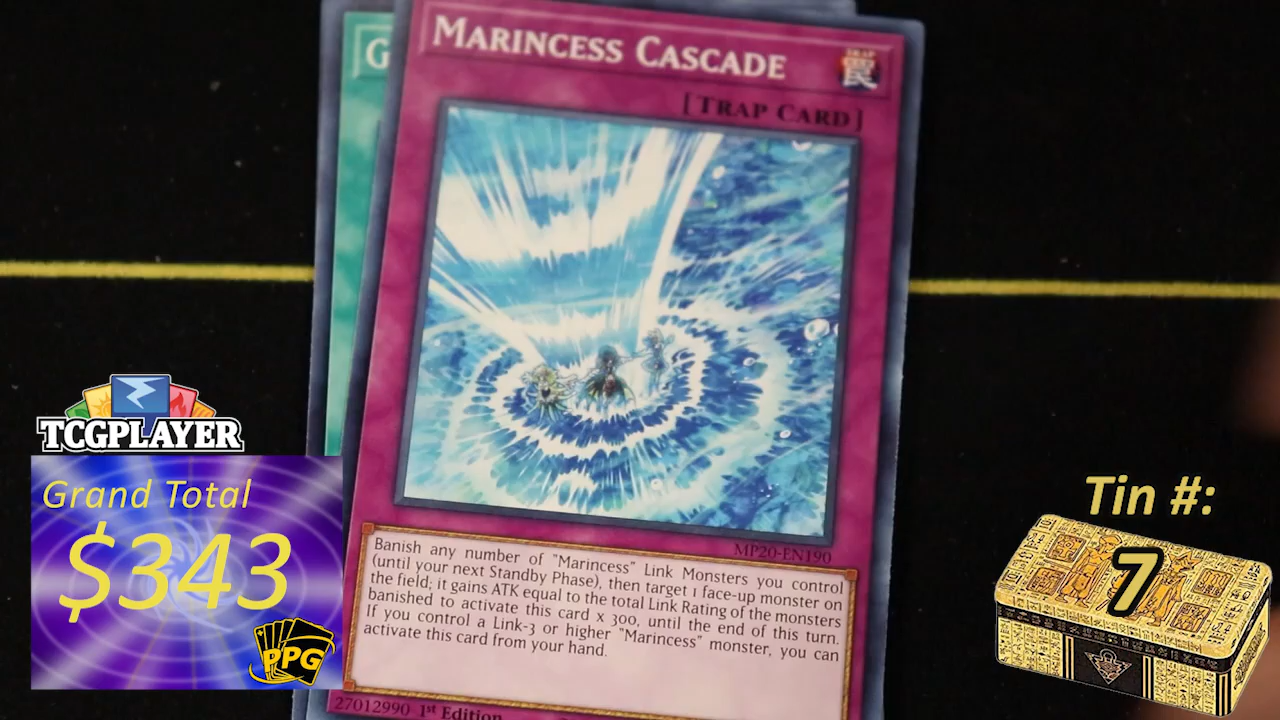 MARINCESS CASCADE
TRAP
罠
[TRAP CARD]
G
MP20-EN190
Banish any number of "Marincess" Link Monsters you control
(until your next Standby Phase), then target 1 face-up monster on
the field; it gains ATK equal to the total Link Rating of the monsters
banished to activate this card x 300, until the end of this turn.
If you control a Link-3 or higher "Marincess" monster, you can
activate this card from your hand.
27012990 1st Edition
TCGPLAYER
Grand Total
$343
PPG
Tin #:
7